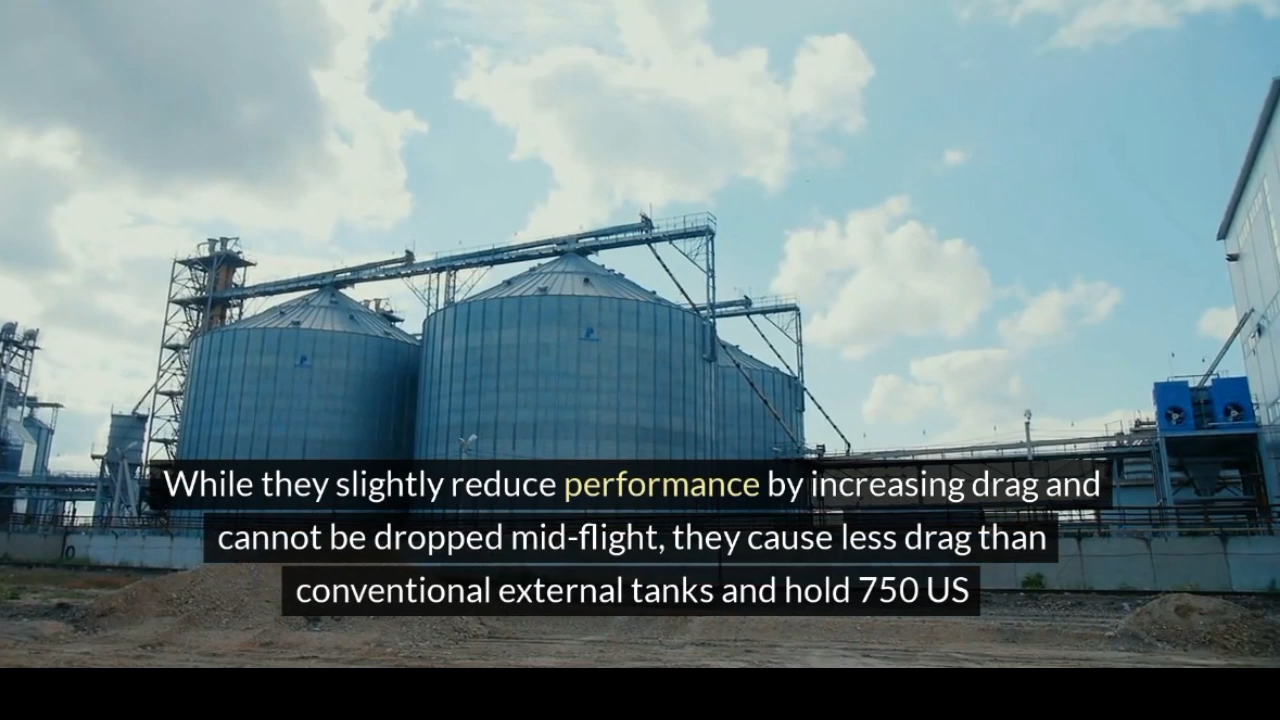 While they slightly reduce performance by increasing drag and
cannot be dropped mid-flight, they cause less drag than
conventional external tanks and hold 750 US